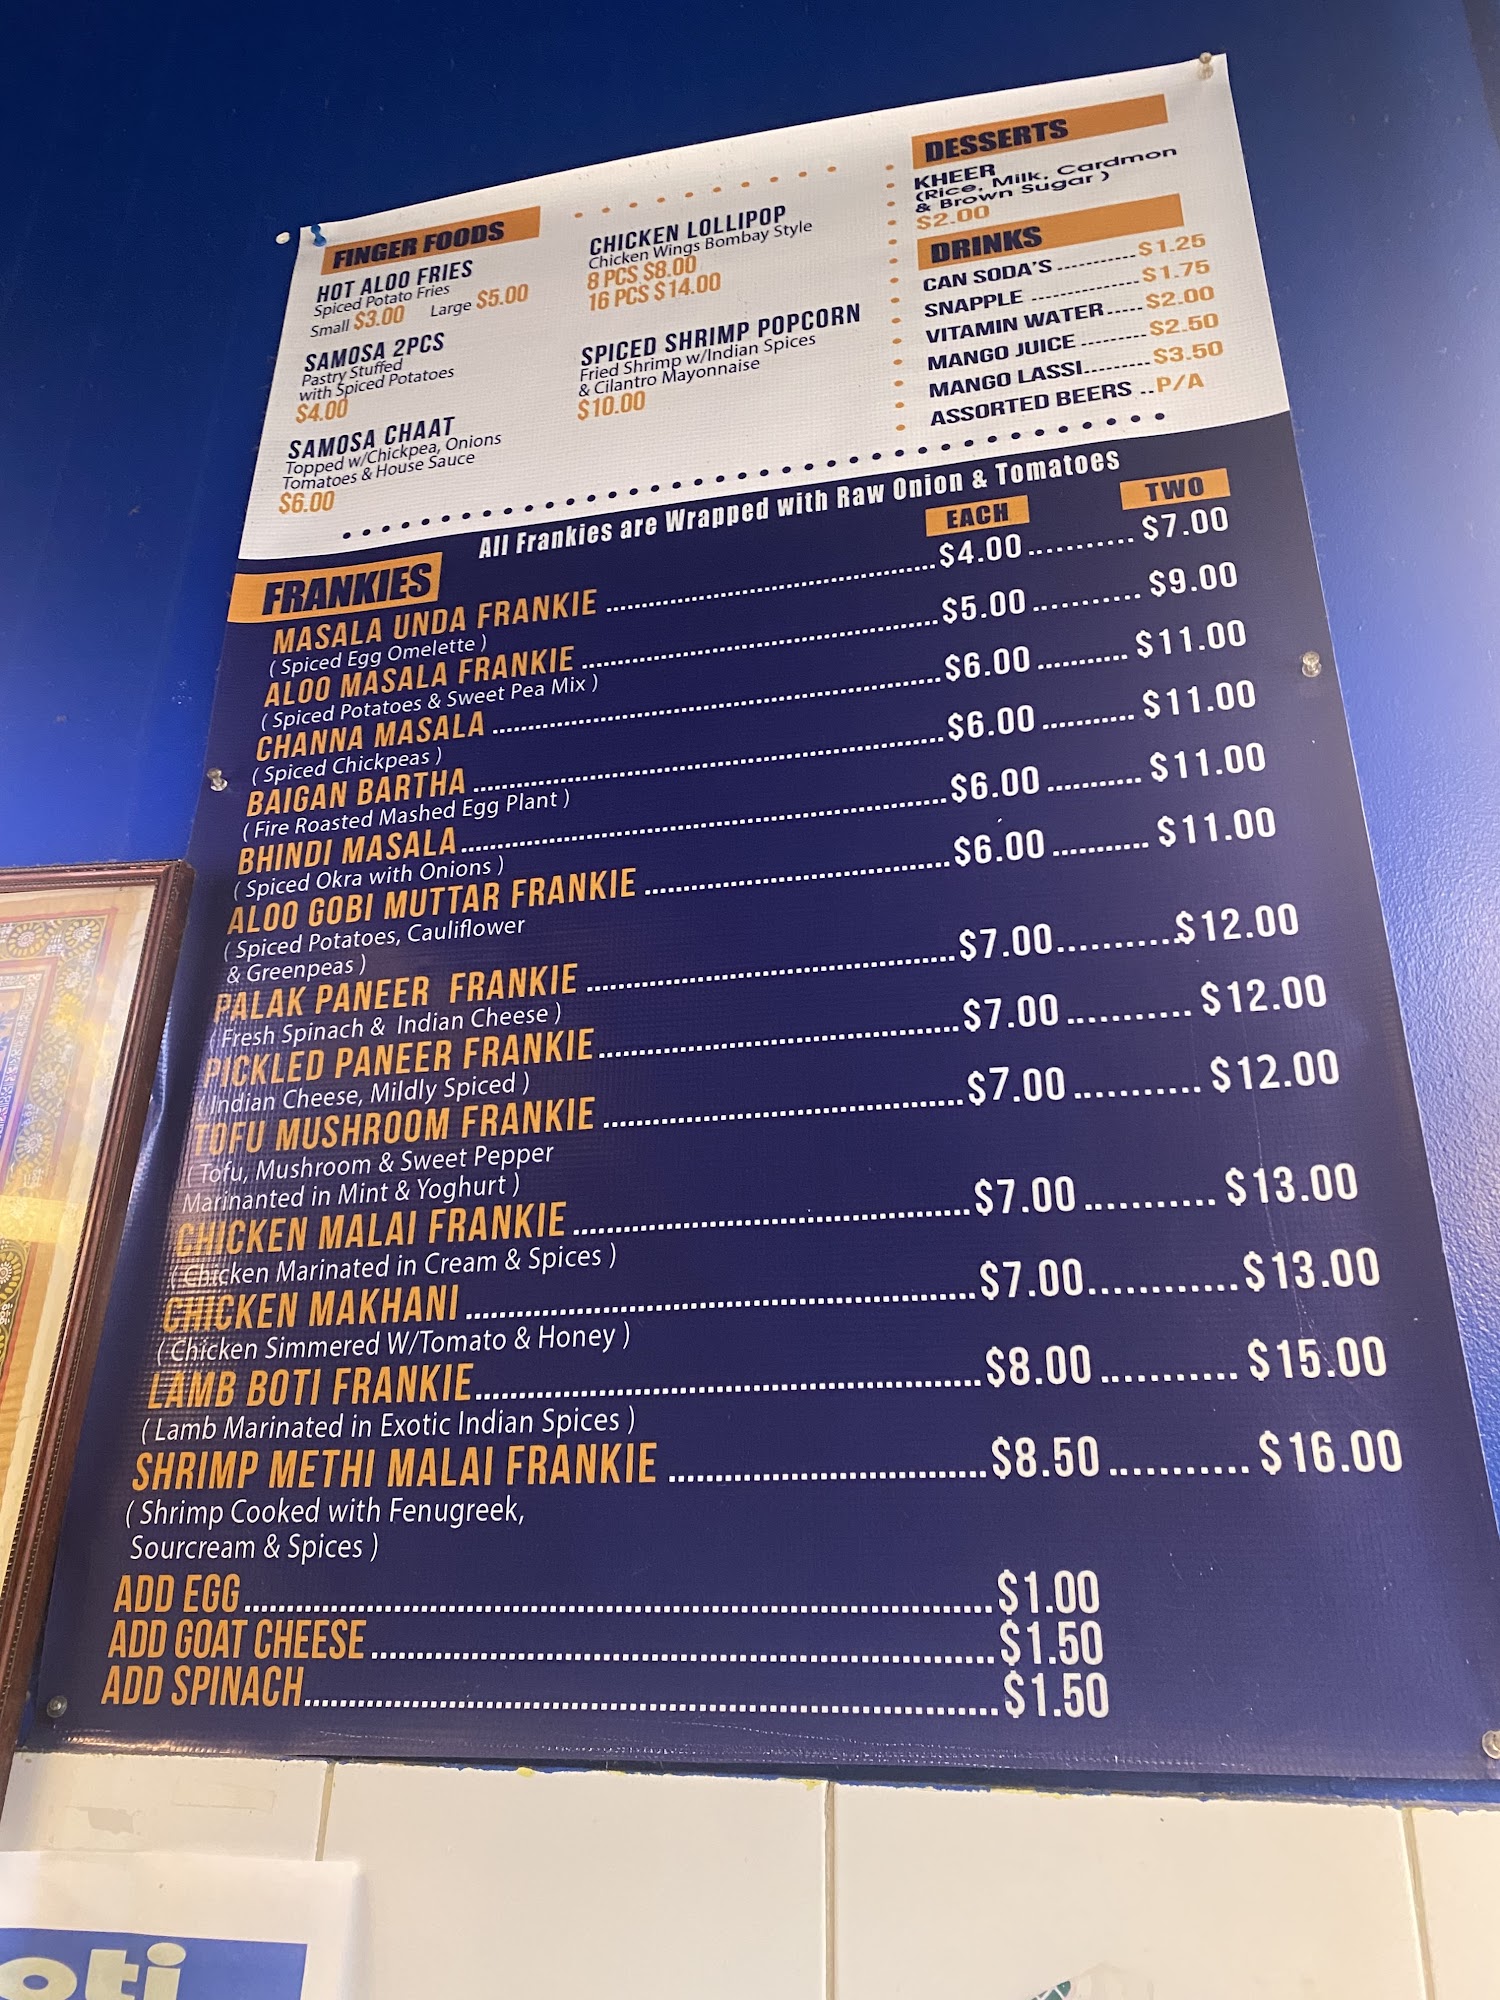 FINGER FOODS
HOT ALOO FRIES
Spiced Potato Fries
Small $3.00 Large $5.00
SAMOSA 2PCS
Pastry Stuffed
with Spiced Potatoes
$4.00
SAMOSA CHAAT
Topped w/Chickpea, Onions
Tomatoes & House Sauce
$6.00
CHICKEN LOLLIPOP
Chicken Wings Bombay Style
8 PCS $8.00
16 PCS $14.00
SPICED SHRIMP POPCORN
Fried Shrimp w/Indian Spices
& Cilantro Mayonnaise
$10.00
DESSERTS
KHEER
(Rice, Milk, Cardmon
& Brown Sugar )
$2.00
DRINKS
CAN SODA'S ........... $1.25
SNAPPLE ............... $1.75
VITAMIN WATER..... $2.00
MANGO JUICE ......... $2.50
MANGO LASSI......... $3.50
ASSORTED BEERS .. P/A
All Frankies are Wrapped with Raw Onion & Tomatoes
FRANKIES EACH TWO
MASALA UNDA FRANKIE ........ $4.00 ........... $7.00
( Spiced Egg Omelette )
ALOO MASALA FRANKIE ........ $5.00 ........... $9.00
( Spiced Potatoes & Sweet Pea Mix )
CHANNA MASALA ........ $6.00 ........... $11.00
( Spiced Chickpeas )
BAIGAN BARTHA ........ $6.00 ........... $11.00
( Fire Roasted Mashed Egg Plant )
BHINDI MASALA ........ $6.00 ........... $11.00
( Spiced Okra with Onions )
ALOO GOBI MUTTAR FRANKIE ........ $6.00 ........... $11.00
( Spiced Potatoes, Cauliflower
& Greenpeas )
PALAK PANEER FRANKIE ........ $7.00 ........... $12.00
( Fresh Spinach & Indian Cheese )
PICKLED PANEER FRANKIE ........ $7.00 ........... $12.00
( Indian Cheese, Mildly Spiced )
TOFU MUSHROOM FRANKIE ........ $7.00 ........... $12.00
( Tofu, Mushroom & Sweet Pepper
Marinanted in Mint & Yoghurt )
CHICKEN MALAI FRANKIE ........ $7.00 ........... $13.00
( Chicken Marinated in Cream & Spices )
CHICKEN MAKHANI ........ $7.00 ........... $13.00
( Chicken Simmered W/Tomato & Honey )
LAMB BOTI FRANKIE ........ $8.00 ........... $15.00
( Lamb Marinated in Exotic Indian Spices )
SHRIMP METHI MALAI FRANKIE ........ $8.50 ........... $16.00
( Shrimp Cooked with Fenugreek,
Sourcream & Spices )
ADD EGG ........ $1.00
ADD GOAT CHEESE ........ $1.50
ADD SPINACH ........ $1.50
oti